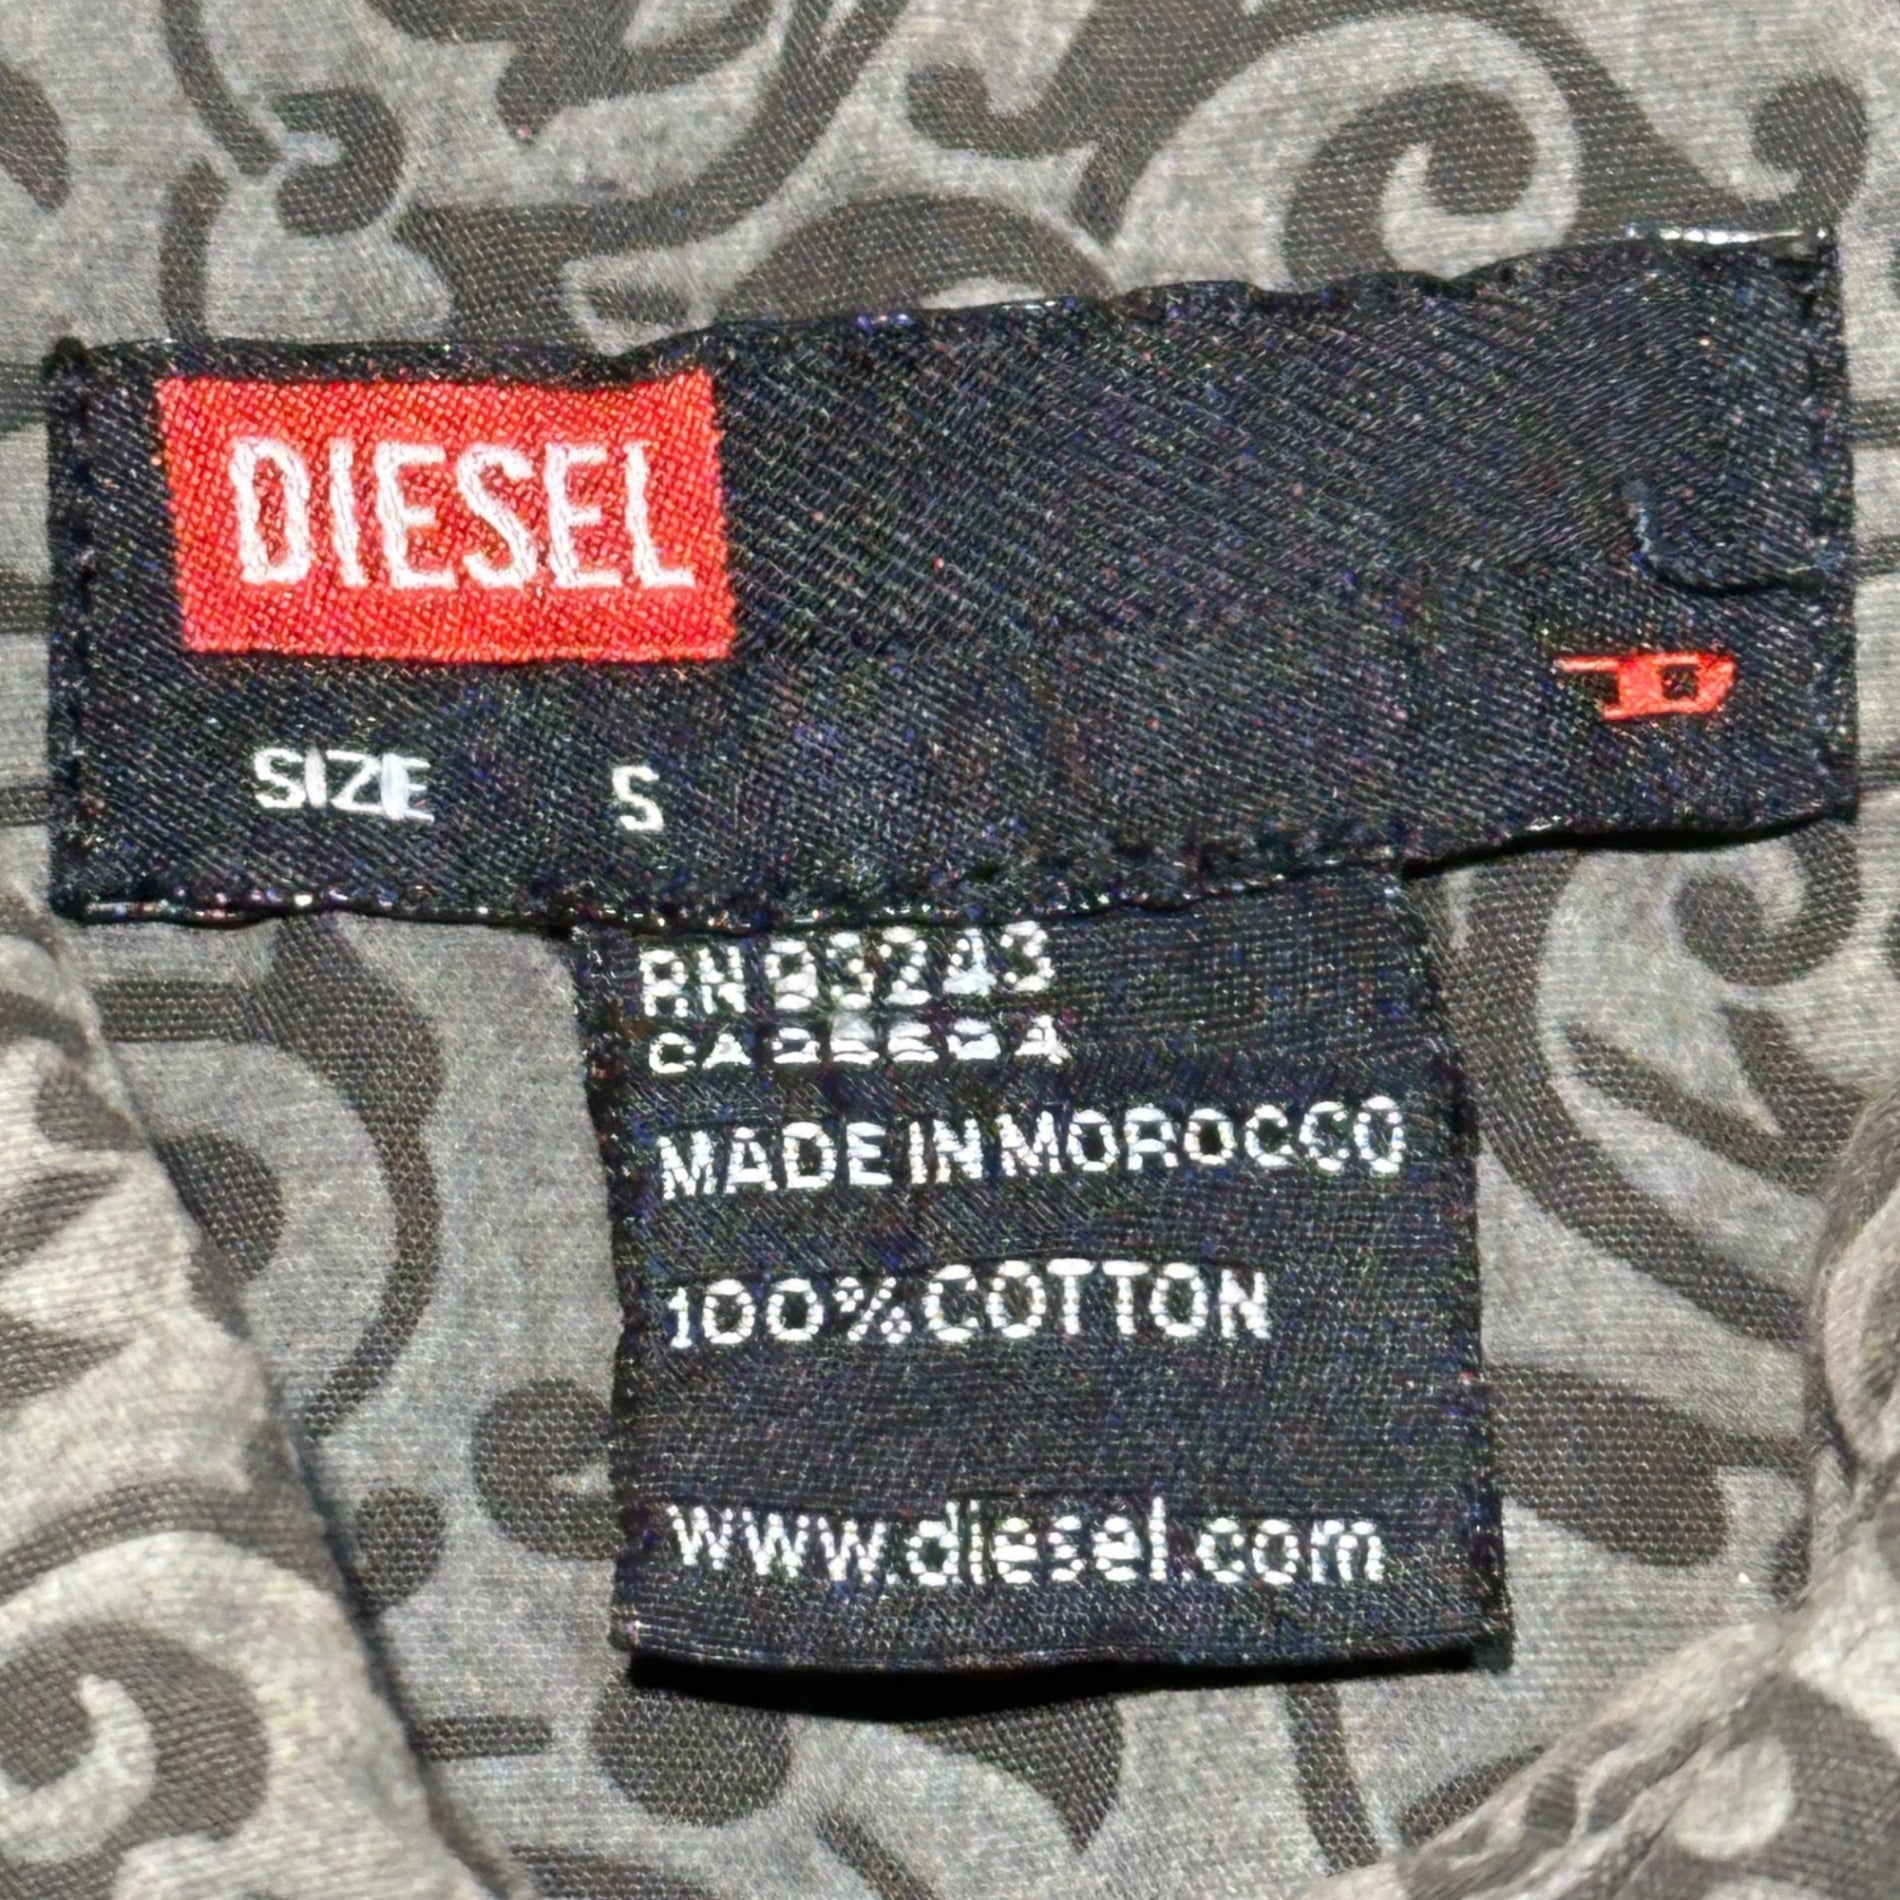 DIESEL
SIZE S
RN 93243
MADE IN MOROCCO
100% COTTON
www.diesel.com